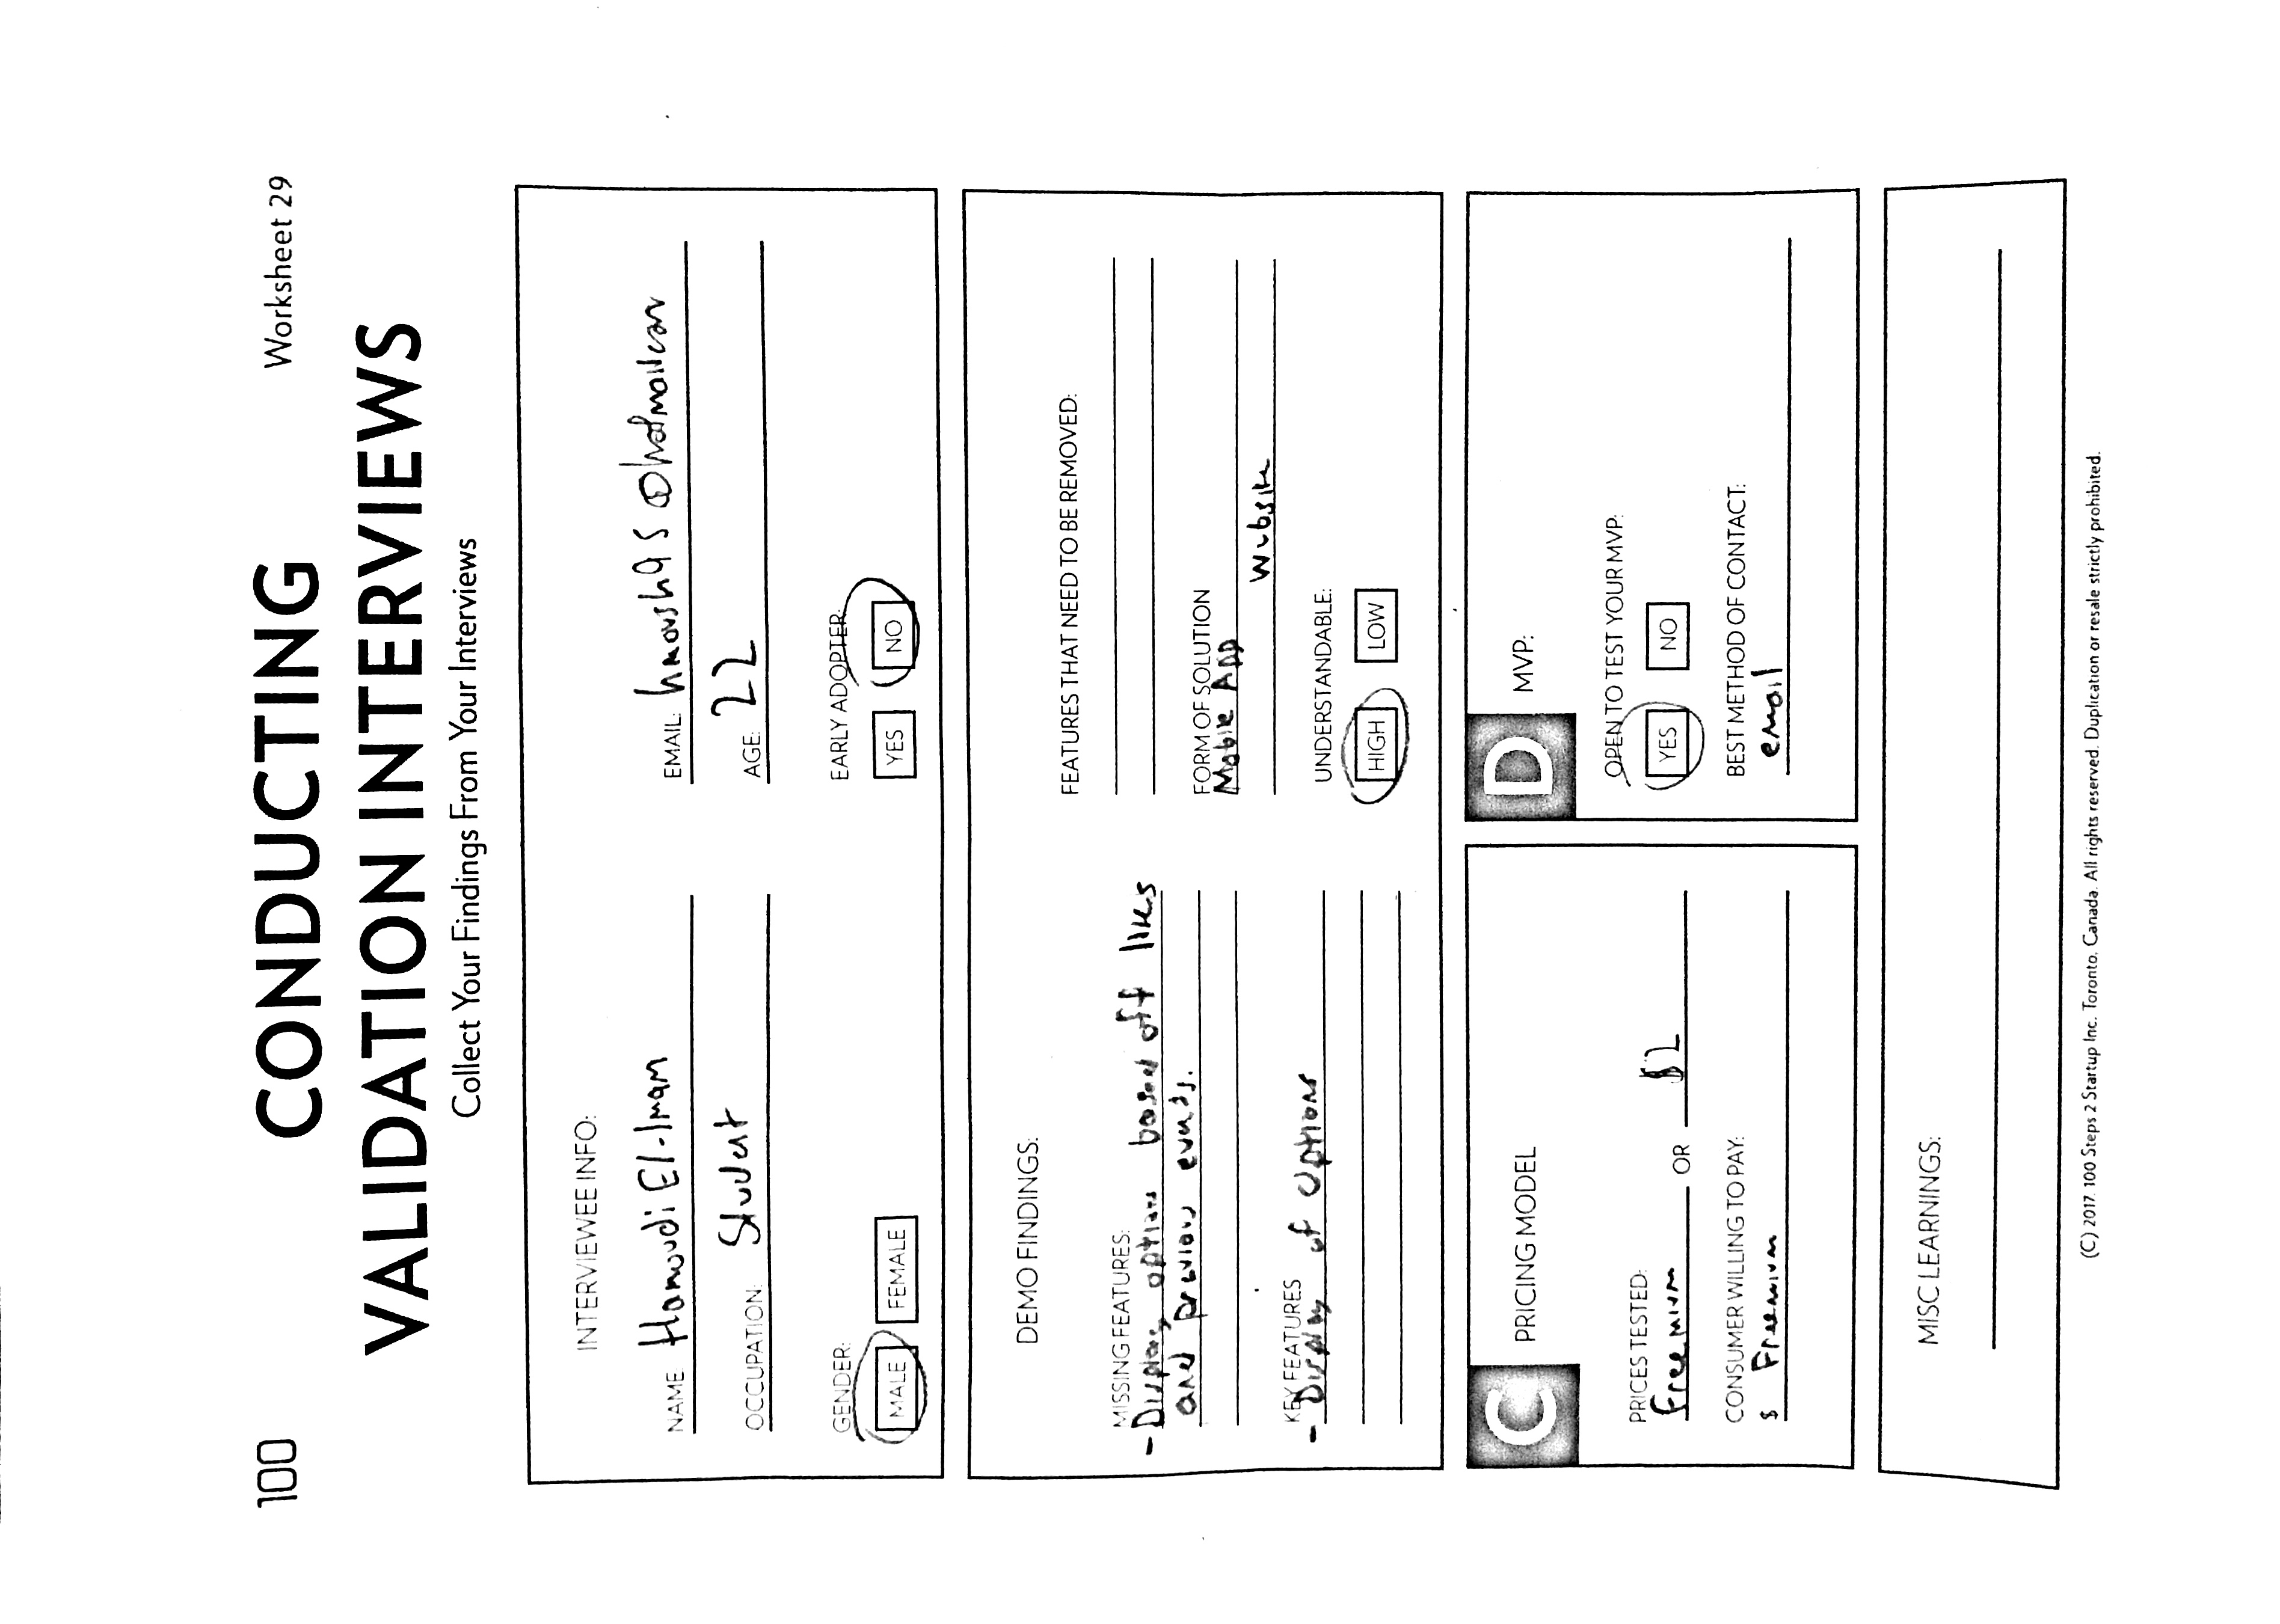 100
CONDUCTING
Worksheet 29
VALIDATION INTERVIEWS
Collect Your Findings From Your Interviews
INTERVIEWEE INFO:
NAME: Hamoudi El-Imam
EMAIL: @hotmail.com
OCCUPATION: Student
AGE: 22
GENDER:
MALE FEMALE
EARLY ADOPTER:
YES NO
DEMO FINDINGS:
MISSING FEATURES:
- Display options based off likes
and previous events.
KEY FEATURES
- Display of Options
FEATURES THAT NEED TO BE REMOVED:
FORM OF SOLUTION
Mobile App
Website
UNDERSTANDABLE:
HIGH LOW
C PRICING MODEL
PRICES TESTED:
Freemium OR $2
CONSUMER WILLING TO PAY:
$ Freemium
D MVP:
OPEN TO TEST YOUR MVP:
YES NO
BEST METHOD OF CONTACT:
email
MISC LEARNINGS:
(C) 2017. 100 Steps 2 Startup Inc. Toronto, Canada. All rights reserved. Duplication or resale strictly prohibited.